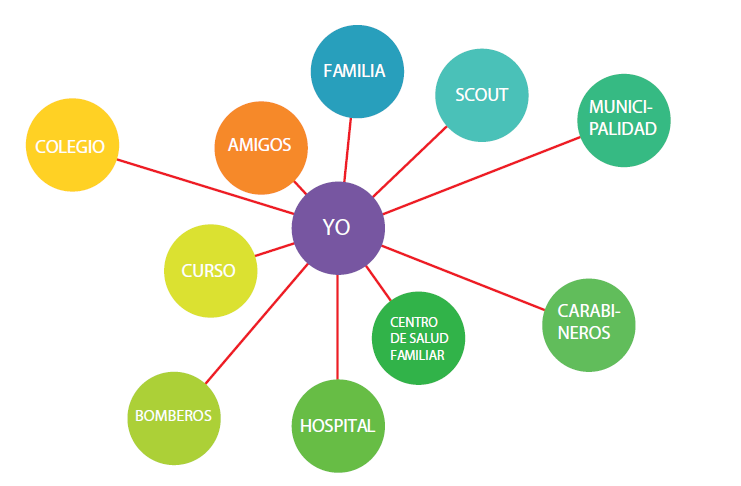 FAMILIA
SCOUT
MUNICI-
PALIDAD
COLEGIO
AMIGOS
YO
CURSO
CENTRO
DE SALUD
FAMILIAR
CARABI-
NEROS
BOMBEROS
HOSPITAL